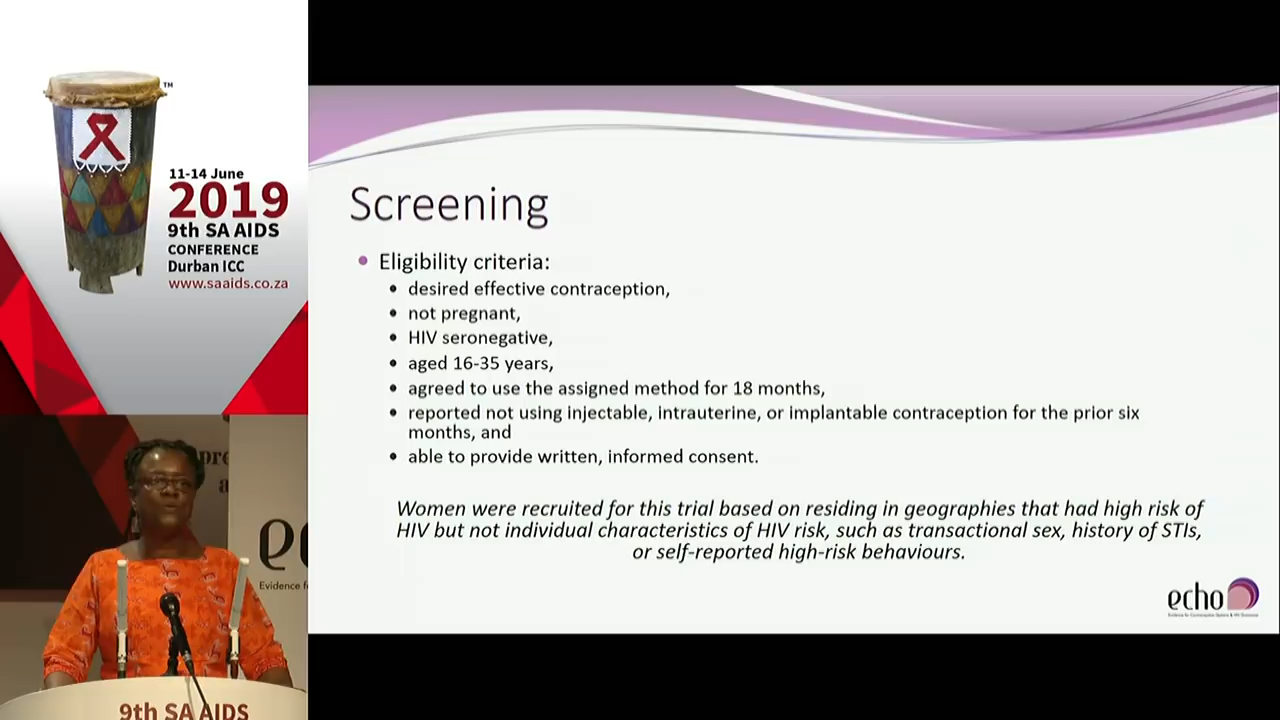 TM
11-14 June
2019
9th SA AIDS
CONFERENCE
Durban ICC
www.saaids.co.za
Screening
Eligibility criteria:
desired effective contraception,
not pregnant,
HIV seronegative,
aged 16-35 years,
agreed to use the assigned method for 18 months,
reported not using injectable, intrauterine, or implantable contraception for the prior six
months, and
able to provide written, informed consent.
Women were recruited for this trial based on residing in geographies that had high risk of
HIV but not individual characteristics of HIV risk, such as transactional sex, history of STIs,
or self-reported high-risk behaviours.
echo
Evidence
9th SA AIDS